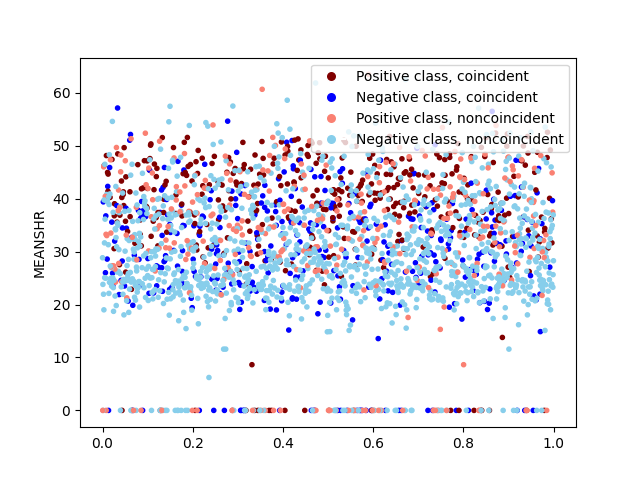 Positive class, coincident
Negative class, coincident
Positive class, noncoincident
Negative class, noncoincident
MEANSHR
60
50
40
30
20
10
0
0.0 0.2 0.4 0.6 0.8 1.0